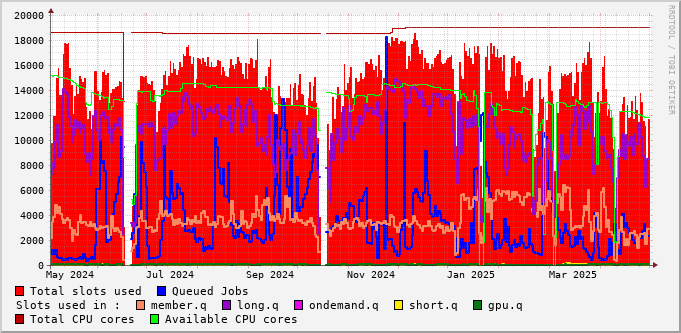 20000
18000
16000
14000
12000
10000
8000
6000
4000
2000
0
May 2024 Jul 2024 Sep 2024 Nov 2024 Jan 2025 Mar 2025
RRDTOOL / TOBI OETIKER
Total slots used Queued Jobs
Slots used in : member.q long.q ondemand.q short.q gpu.q
Total CPU cores Available CPU cores